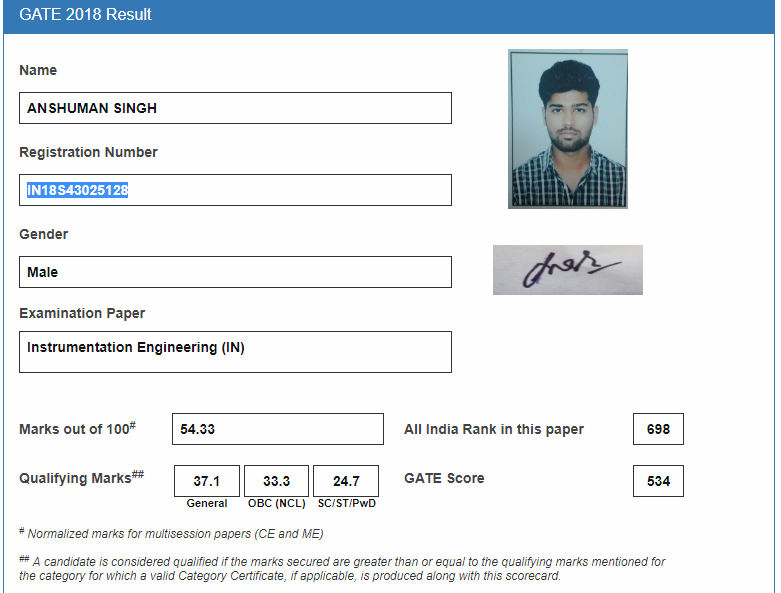 GATE 2018 Result
Name
ANSHUMAN SINGH
Registration Number
IN18S43025128
Gender
Male
Examination Paper
Instrumentation Engineering (IN)
Marks out of 100# 54.33 All India Rank in this paper 698
Qualifying Marks## 37.1 33.3 24.7 GATE Score 534
General OBC (NCL) SC/ST/PwD
# Normalized marks for multisession papers (CE and ME)
## A candidate is considered qualified if the marks secured are greater than or equal to the qualifying marks mentioned for
the category for which a valid Category Certificate, if applicable, is produced along with this scorecard.